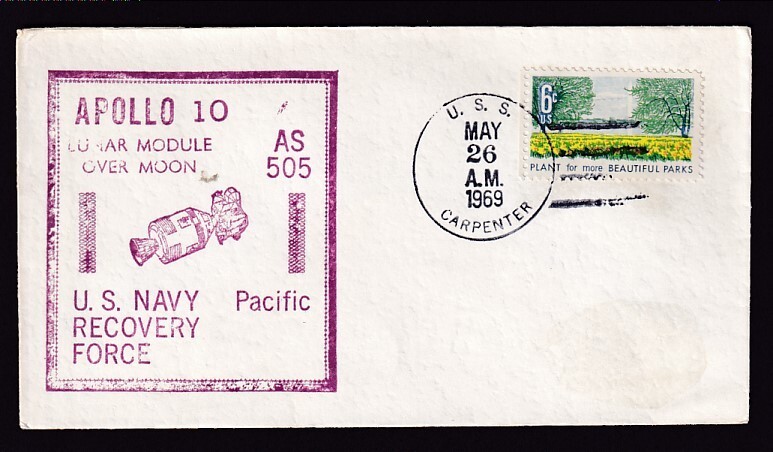 APOLLO 10
LUNAR MODULE
OVER MOON
AS
505
U.S. NAVY Pacific
RECOVERY
FORCE
U. S. S.
MAY
26
A.M.
1969
CARPENTER
6c
US
PLANT for more BEAUTIFUL PARKS